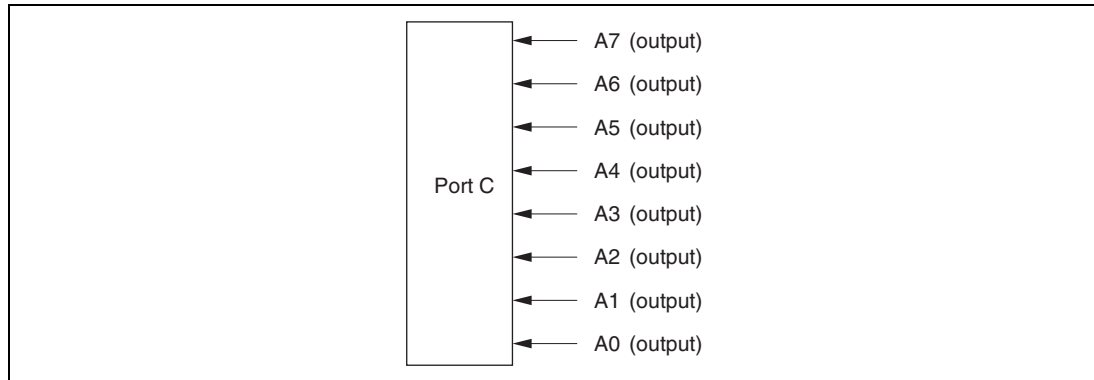 A7 (output)
A6 (output)
A5 (output)
A4 (output)
Port C
A3 (output)
A2 (output)
A1 (output)
A0 (output)